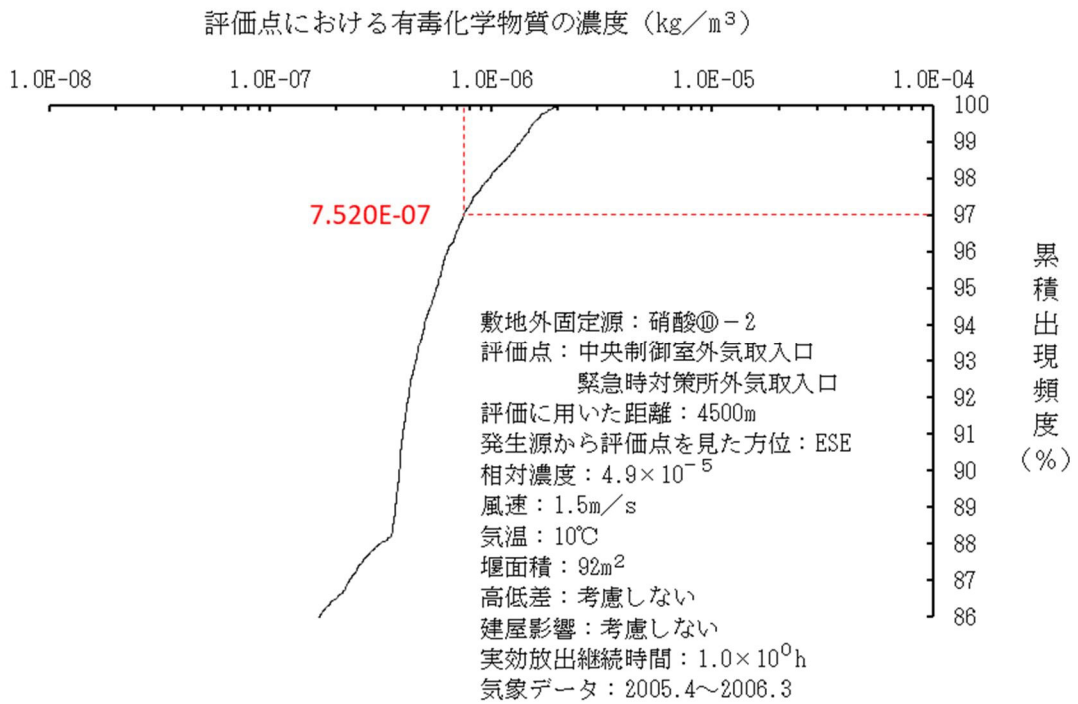 評価点における有毒化学物質の濃度（kg／m³）
1.0E-08 1.0E-07 1.0E-06 1.0E-05 1.0E-04
100
99
98
97
7.520E-07
96
95
94
93
92
91
90
89
88
87
86
累積出現頻度（%）
敷地外固定源：硝酸⑩－2
評価点：中央制御室外気取入口
緊急時対策所外気取入口
評価に用いた距離：4500m
発生源から評価点を見た方位：ESE
相対濃度：4.9×10⁻⁵
風速：1.5m／s
気温：10℃
堰面積：92m²
高低差：考慮しない
建屋影響：考慮しない
実効放出継続時間：1.0×10⁰h
気象データ：2005.4～2006.3